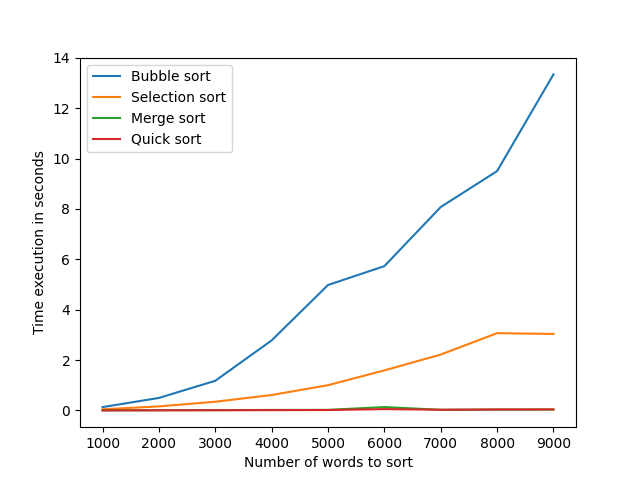 14
12
10
8
6
4
2
0
Time execution in seconds
Bubble sort
Selection sort
Merge sort
Quick sort
1000 2000 3000 4000 5000 6000 7000 8000 9000
Number of words to sort